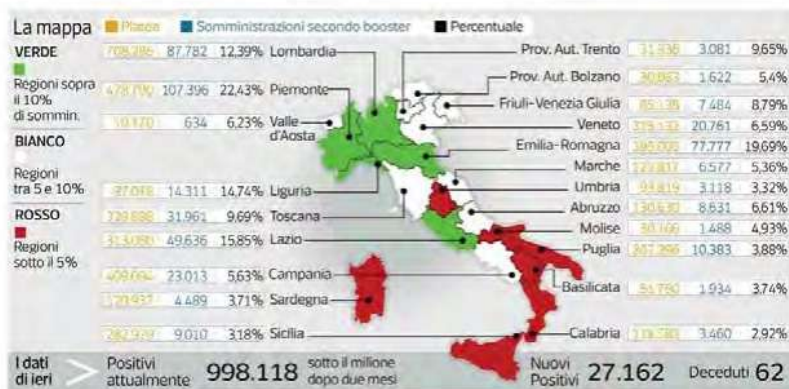 La mappa Platea Somministrazioni secondo booster Percentuale
VERDE
Regioni sopra
il 10%
di sommin.
BIANCO
Regioni
tra 5 e 10%
ROSSO
Regioni
sotto il 5%
87.782 12,39% Lombardia
107.396 22,43% Piemonte
634 6,23% Valle
d'Aosta
14.311 14,74% Liguria
31.961 9,69% Toscana
49.636 15,85% Lazio
23.013 5,63% Campania
4.489 3,71% Sardegna
9.010 3,18% Sicilia
Prov. Aut. Trento 3.081 9,65%
Prov. Aut. Bolzano 1.622 5,4%
Friuli-Venezia Giulia 7.484 8,79%
Veneto 20.761 6,59%
Emilia-Romagna 77.777 19,69%
Marche 6.577 5,36%
Umbria 3.118 3,32%
Abruzzo 8.631 6,61%
Molise 1.488 4,93%
Puglia 10.383 3,88%
Basilicata 1.934 3,74%
Calabria 3.460 2,92%
I dati
di ieri
Positivi
attualmente 998.118 sotto il milione
dopo due mesi
Nuovi
Positivi 27.162 Deceduti 62